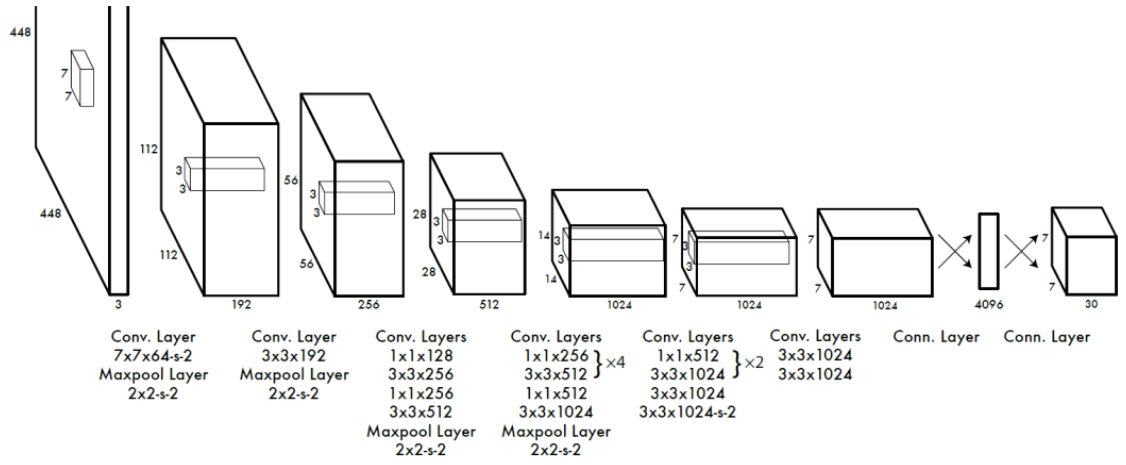 448
7
7
448
3
112
3
3
112
192
56
3
3
56
256
28
3
3
28
512
14
3
3
14
1024
7
3
3
7
1024
7
7
1024
4096
7
7
30
Conv. Layer
7x7x64-s-2
Maxpool Layer
2x2-s-2
Conv. Layer
3x3x192
Maxpool Layer
2x2-s-2
Conv. Layers
1x1x128
3x3x256
1x1x256
3x3x512
Maxpool Layer
2x2-s-2
Conv. Layers
1x1x256
3x3x512 } ×4
1x1x512
3x3x1024
Maxpool Layer
2x2-s-2
Conv. Layers
1x1x512
3x3x1024 } ×2
3x3x1024
3x3x1024-s-2
Conv. Layers
3x3x1024
3x3x1024
Conn. Layer
Conn. Layer